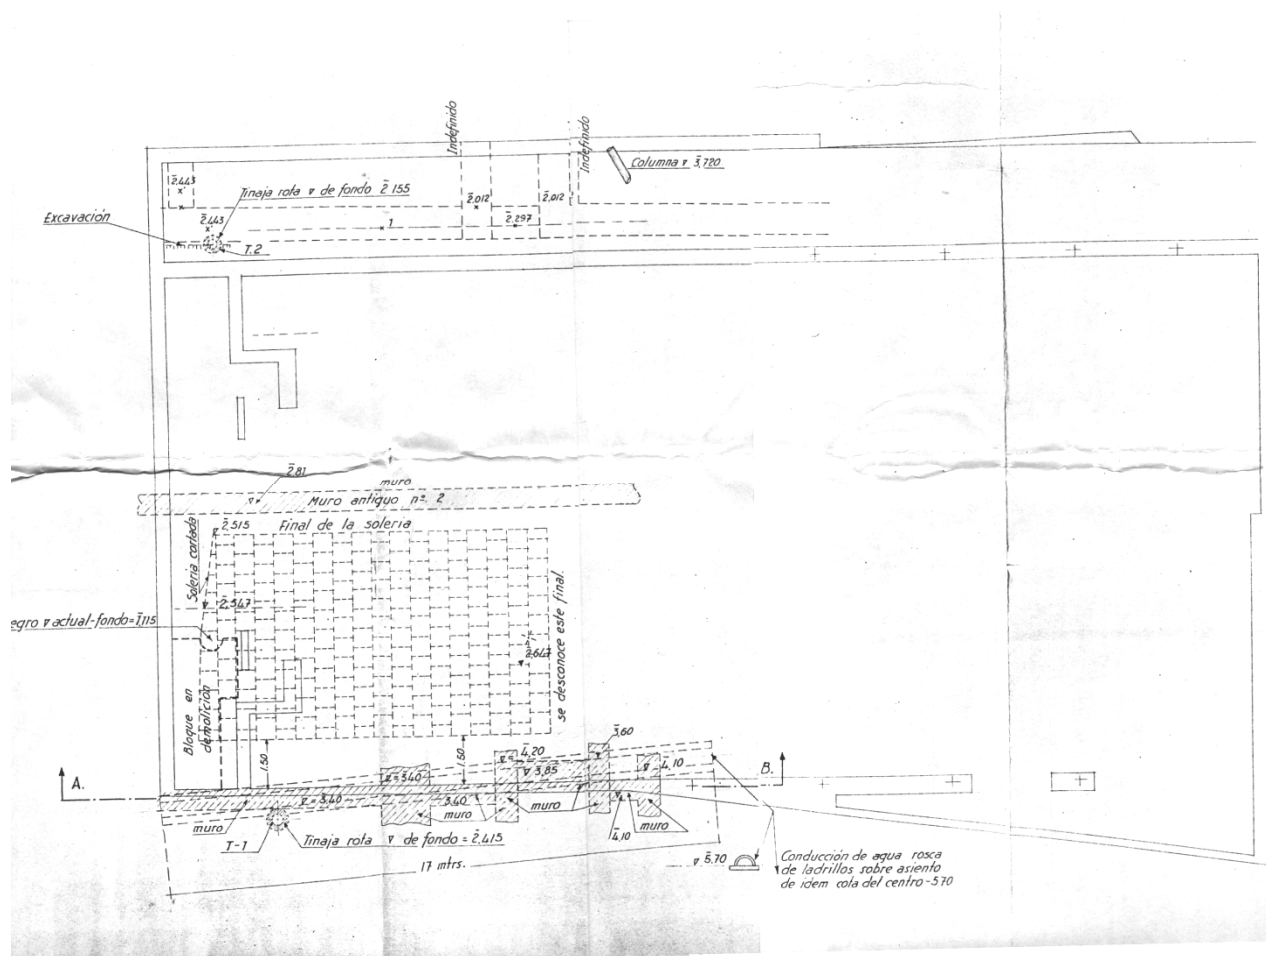 Indefinido
Indefinido
Columna ▿ 3,720
2,443
Tinaja rota ▿ de fondo 2 155
2,012
2,012
Excavación
2,443
1
2,297
T.2
2,81
muro
Muro antiguo nº 2
2,515
Final de la soleria
Soleria cortada
2,547
egro ▿ actual-fondo=1,115
2,647
se desconoce este final.
Bloque en
demolición
1.50
1.50
3,60
▿= 4,20
▿ 3,85
▿ 4,10
▿=3,40
A.
B.
▿= 3,40
3,40
muro
muro
muro
muro
4,10
T-1
Tinaja rota ▿ de fondo = 2,415
17 mtrs.
▿ 5,70
Conducción de agua rosca
de ladrillos sobre asiento
de idem cota del centro -570